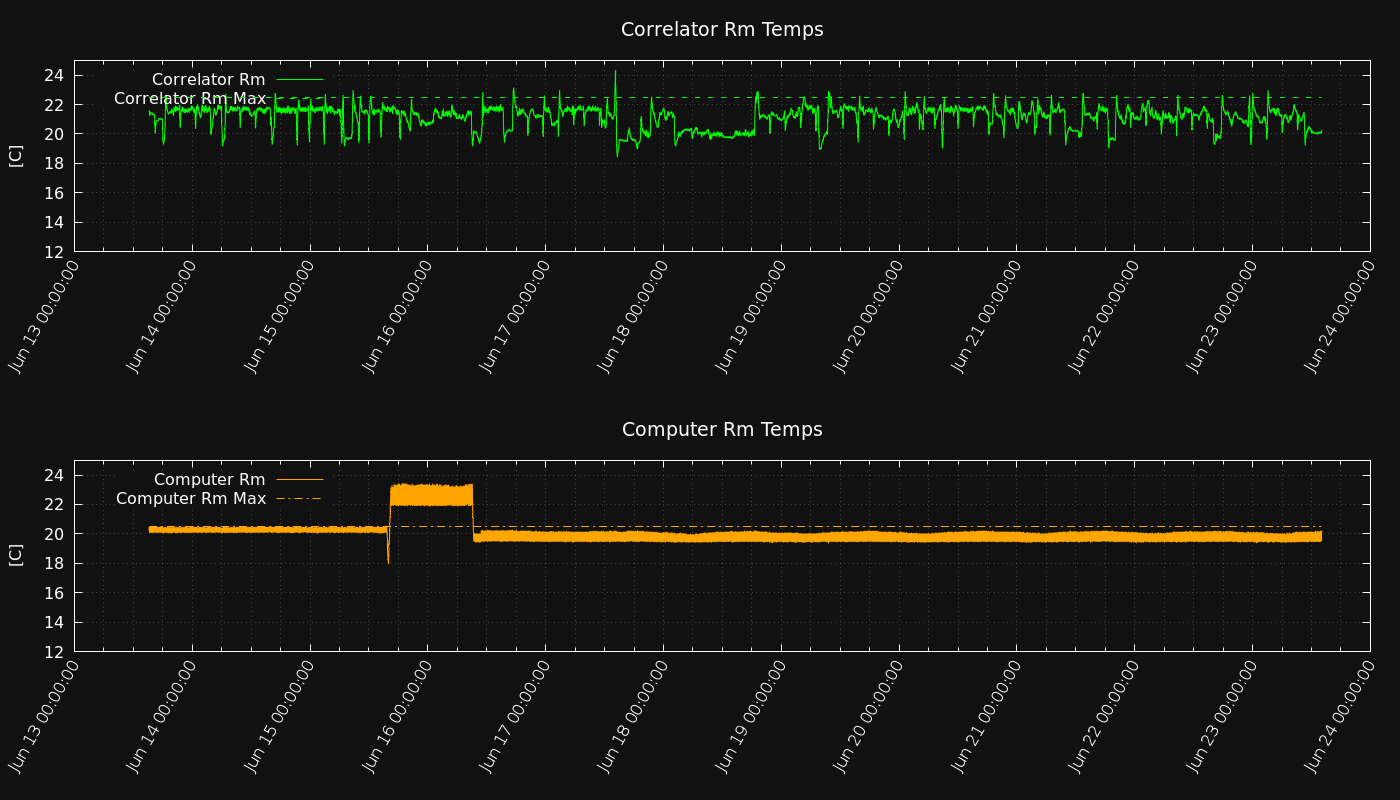 Correlator Rm Temps
24
22
20
18
16
14
12
[C]
Correlator Rm
Correlator Rm Max
Jun 13 00:00:00
Jun 14 00:00:00
Jun 15 00:00:00
Jun 16 00:00:00
Jun 17 00:00:00
Jun 18 00:00:00
Jun 19 00:00:00
Jun 20 00:00:00
Jun 21 00:00:00
Jun 22 00:00:00
Jun 23 00:00:00
Jun 24 00:00:00
Computer Rm Temps
24
22
20
18
16
14
12
[C]
Computer Rm
Computer Rm Max
Jun 13 00:00:00
Jun 14 00:00:00
Jun 15 00:00:00
Jun 16 00:00:00
Jun 17 00:00:00
Jun 18 00:00:00
Jun 19 00:00:00
Jun 20 00:00:00
Jun 21 00:00:00
Jun 22 00:00:00
Jun 23 00:00:00
Jun 24 00:00:00